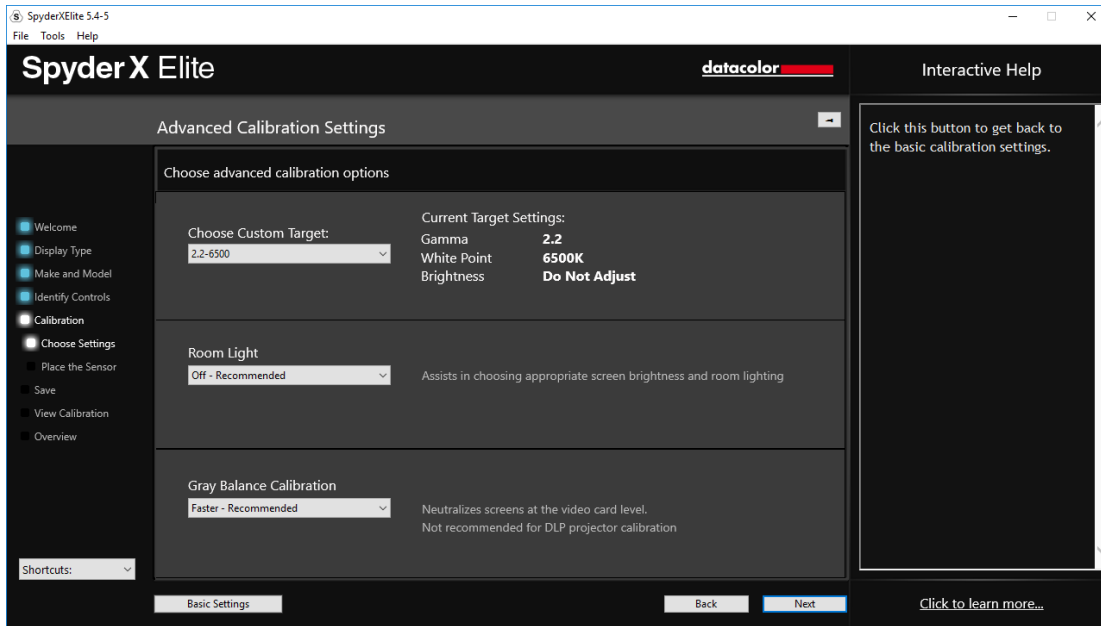 SpyderXElite 5.4-5
File Tools Help
Spyder X Elite
datacolor
Interactive Help
Advanced Calibration Settings
Click this button to get back to
the basic calibration settings.
Choose advanced calibration options
Welcome
Display Type
Make and Model
Identify Controls
Calibration
Choose Settings
Place the Sensor
Save
View Calibration
Overview
Shortcuts:
Choose Custom Target:
2.2-6500
Current Target Settings:
Gamma 2.2
White Point 6500K
Brightness Do Not Adjust
Room Light
Off - Recommended
Assists in choosing appropriate screen brightness and room lighting
Gray Balance Calibration
Faster - Recommended
Neutralizes screens at the video card level.
Not recommended for DLP projector calibration
Basic Settings
Back
Next
Click to learn more...